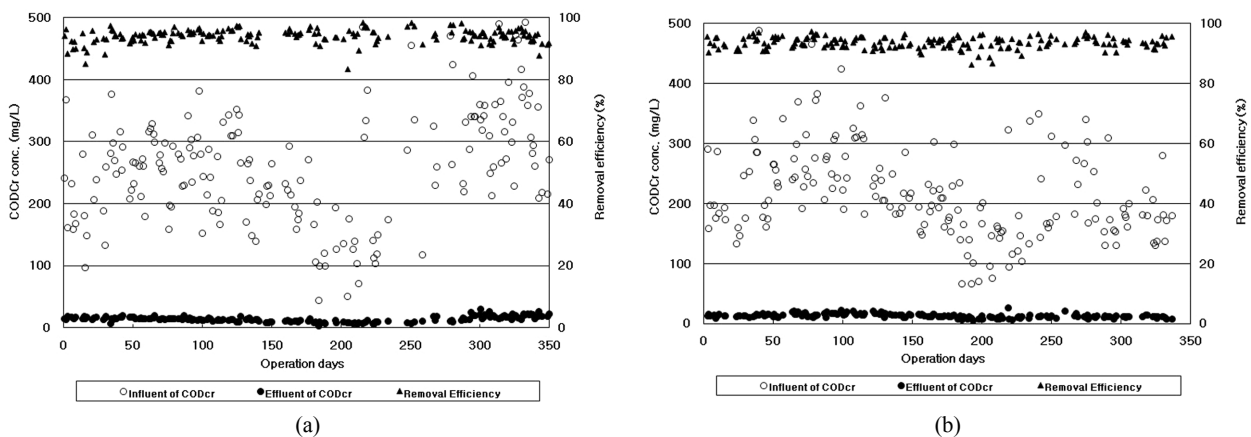 500
400
300
200
100
0
CODCr conc. (mg/L)
100
80
60
40
20
0
Removal efficiency (%)
0 50 100 150 200 250 300 350
Operation days
Influent of CODcr Effluent of CODcr Removal Efficiency
(a)
500
400
300
200
100
0
CODCr conc. (mg/L)
100
80
60
40
20
0
Removal efficiency (%)
0 50 100 150 200 250 300 350
Operation days
Influent of CODcr Effluent of CODcr Removal Efficiency
(b)